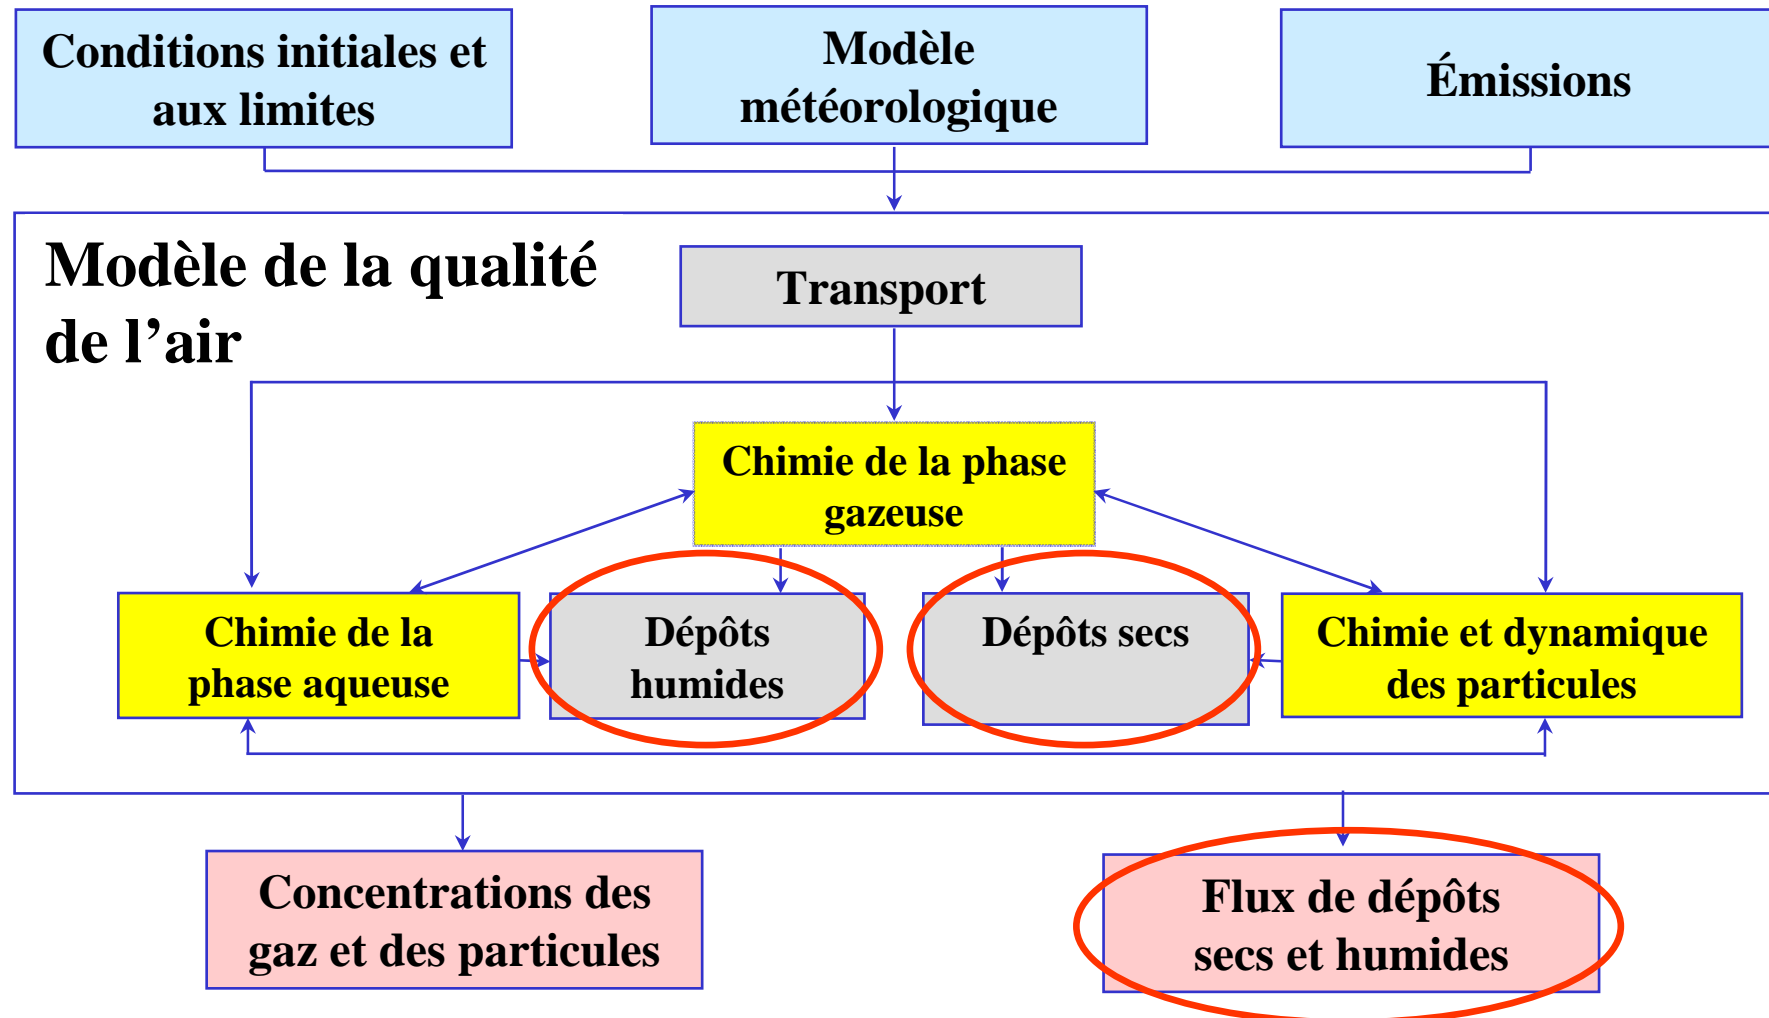 Conditions initiales et
aux limites
Modèle
météorologique
Émissions
Modèle de la qualité
de l’air
Transport
Chimie de la phase
gazeuse
Chimie de la
phase aqueuse
Dépôts
humides
Dépôts secs
Chimie et dynamique
des particules
Concentrations des
gaz et des particules
Flux de dépôts
secs et humides